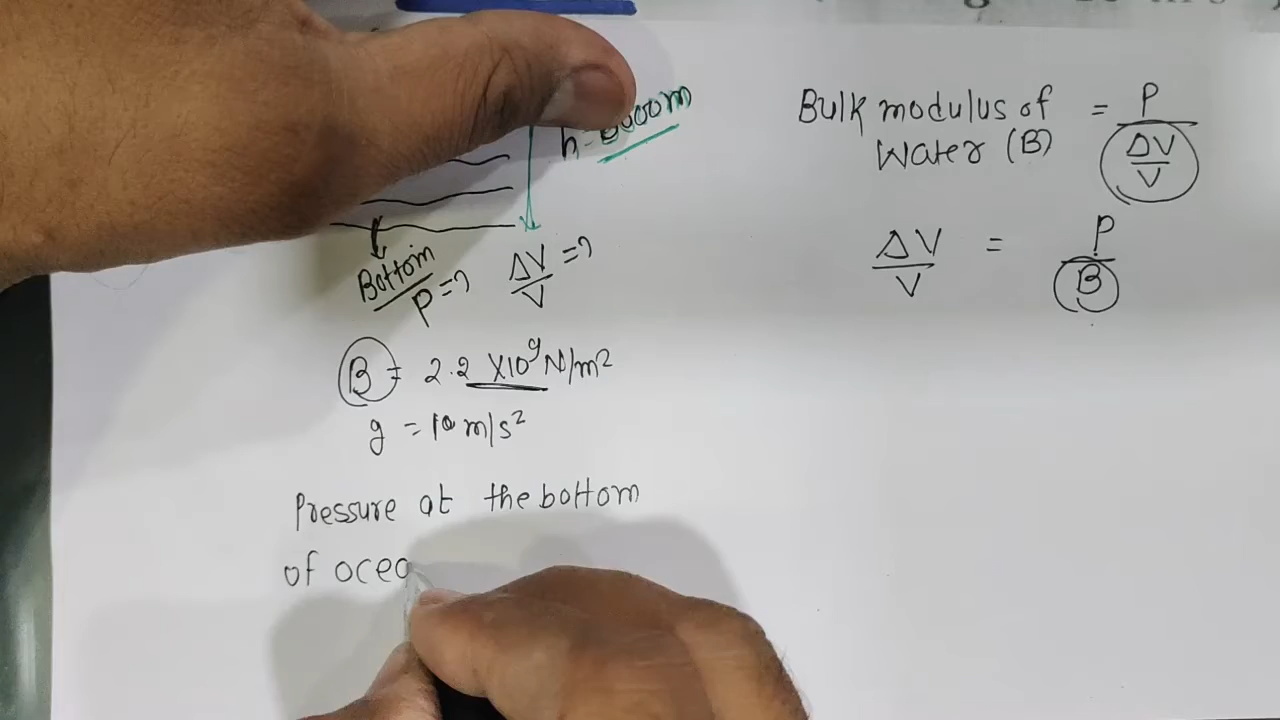 Bulk modulus of = P
Water (B) ΔV
V
ΔV = P
V B
Bottom
P=?
ΔV =?
V
B = 2.2 X10⁹ N/m²
g = 10 m/s²
Pressure at the bottom
of ocea